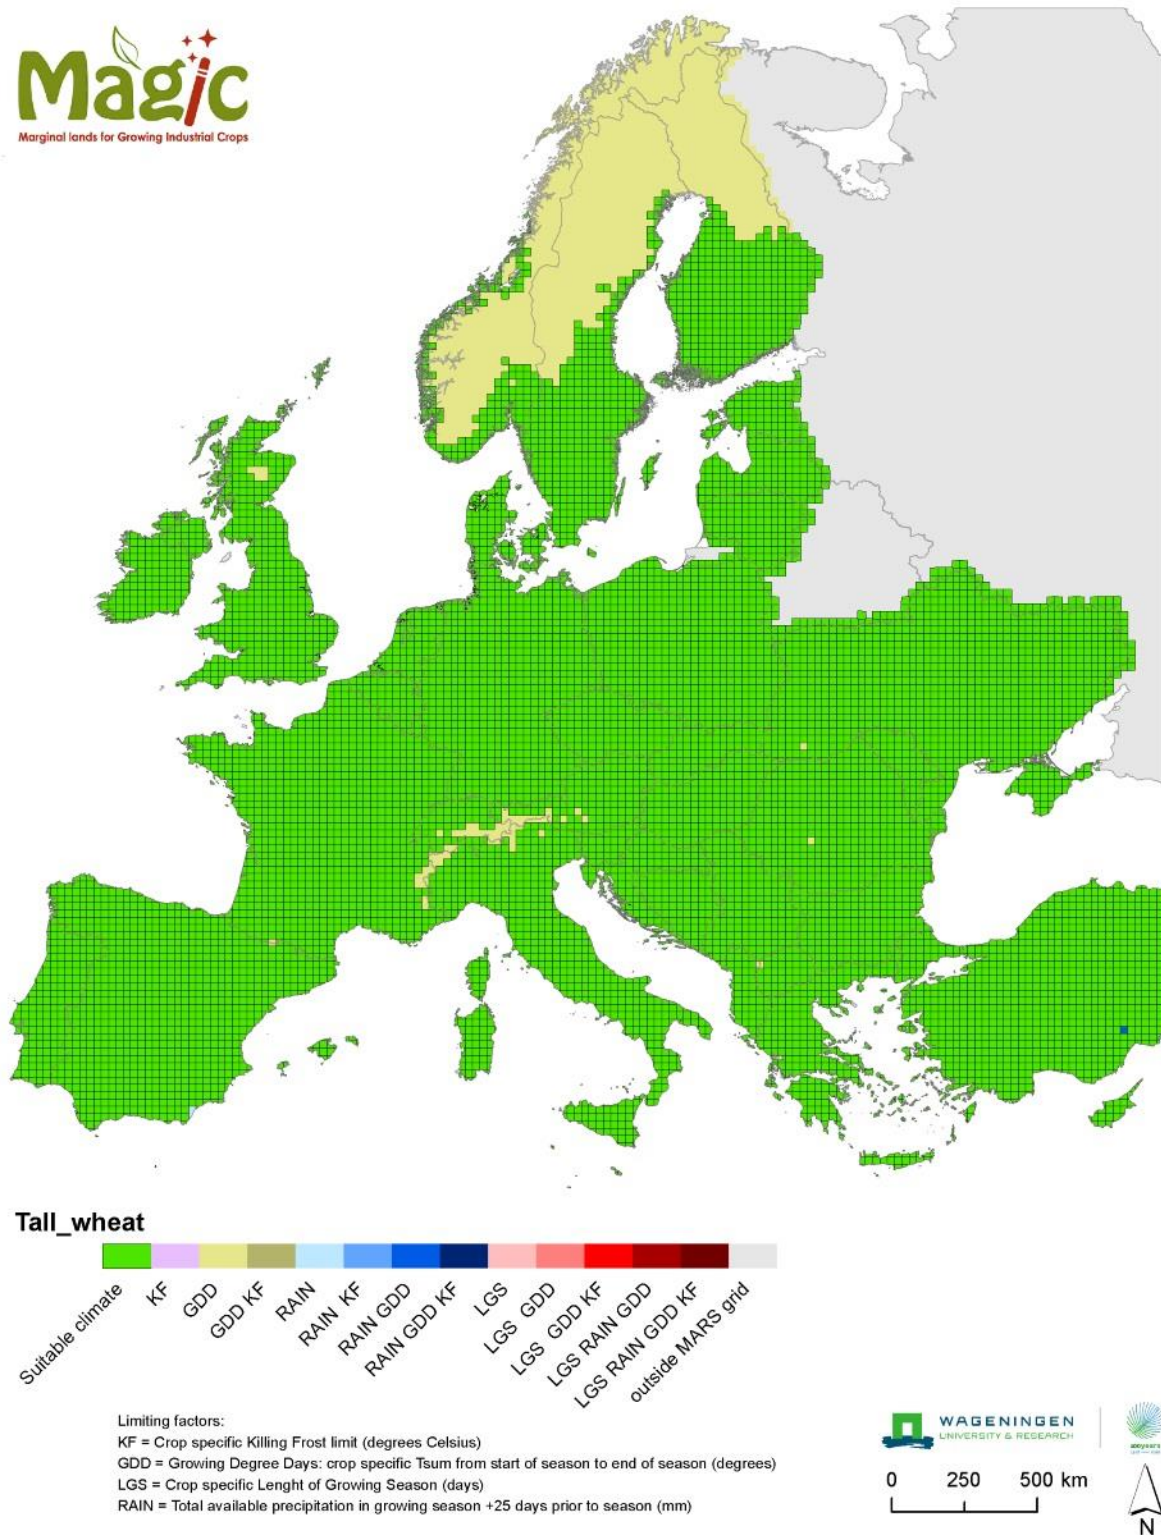 Magic
Marginal lands for Growing Industrial Crops
Tall_wheat
Suitable climate
KF
GDD
GDD KF
RAIN
RAIN KF
RAIN GDD
RAIN GDD KF
LGS
LGS GDD
LGS GDD KF
LGS RAIN GDD
LGS RAIN GDD KF
outside MARS grid
Limiting factors:
KF = Crop specific Killing Frost limit (degrees Celsius)
GDD = Growing Degree Days: crop specific Tsum from start of season to end of season (degrees)
LGS = Crop specific Lenght of Growing Season (days)
RAIN = Total available precipitation in growing season +25 days prior to season (mm)
WAGENINGEN
UNIVERSITY & RESEARCH
0 250 500 km
N